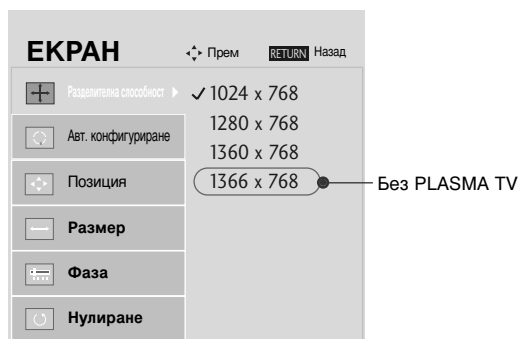 ЕКРАН
Прем RETURN Назад
Разделителна способност
✓ 1024 x 768
1280 x 768
1360 x 768
1366 x 768
Без PLASMA TV
Авт. конфигуриране
Позиция
Размер
Фаза
Нулиране